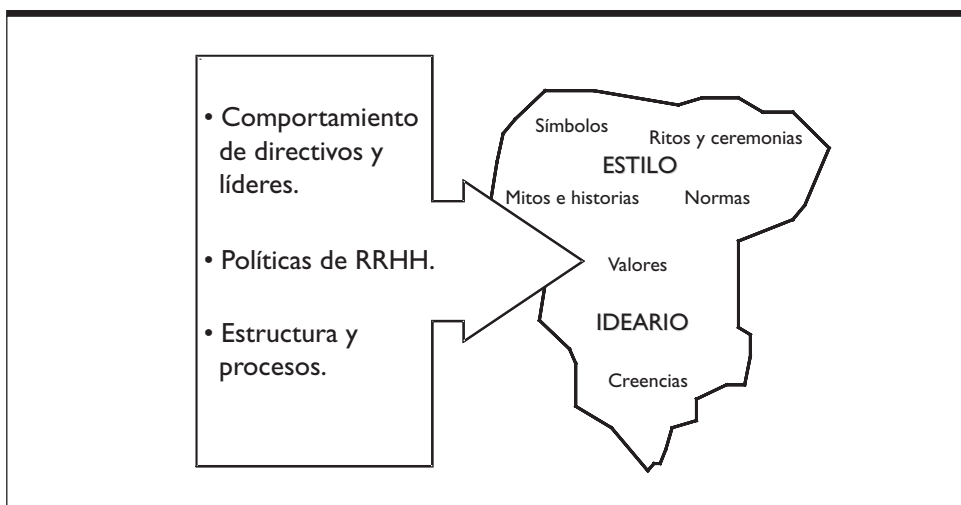 • Comportamiento
de directivos y
líderes.
• Políticas de RRHH.
• Estructura y
procesos.
Símbolos
Ritos y ceremonias
ESTILO
Mitos e historias Normas
Valores
IDEARIO
Creencias